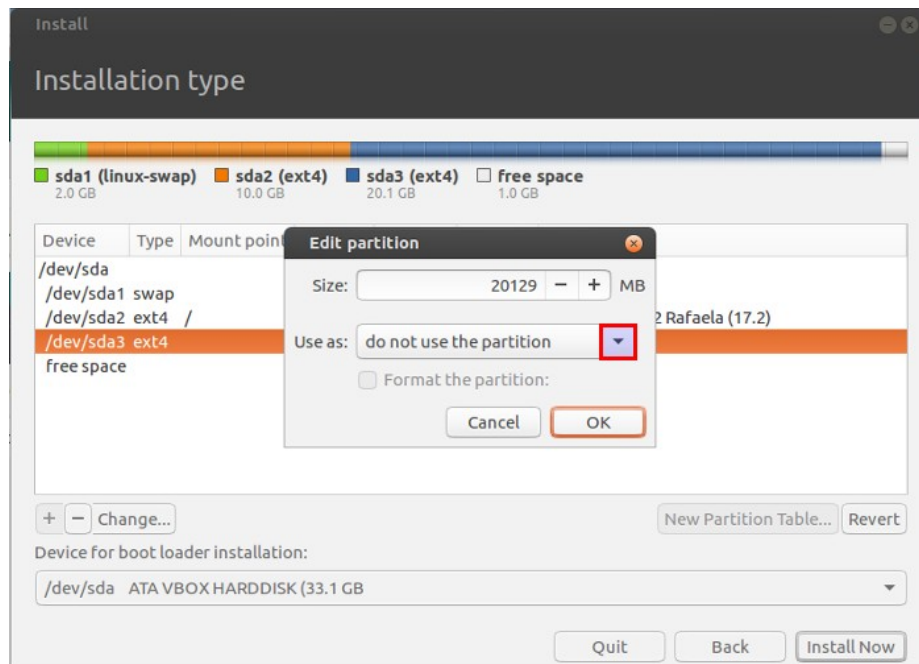 Install
Installation type
sda1 (linux-swap) sda2 (ext4) sda3 (ext4) free space
2.0 GB 10.0 GB 20.1 GB 1.0 GB
Device Type Mount point
/dev/sda
/dev/sda1 swap
/dev/sda2 ext4 / 2 Rafaela (17.2)
/dev/sda3 ext4
free space
Edit partition
Size: 20129 − + MB
Use as: do not use the partition
Format the partition:
Cancel OK
+ − Change... New Partition Table... Revert
Device for boot loader installation:
/dev/sda ATA VBOX HARDDISK (33.1 GB
Quit Back Install Now